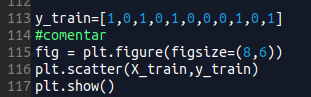 112
113 y_train=[1,0,1,0,1,0,0,0,1,0,1]
114 #comentar
115 fig = plt.figure(figsize=(8,6))
116 plt.scatter(X_train,y_train)
117 plt.show()